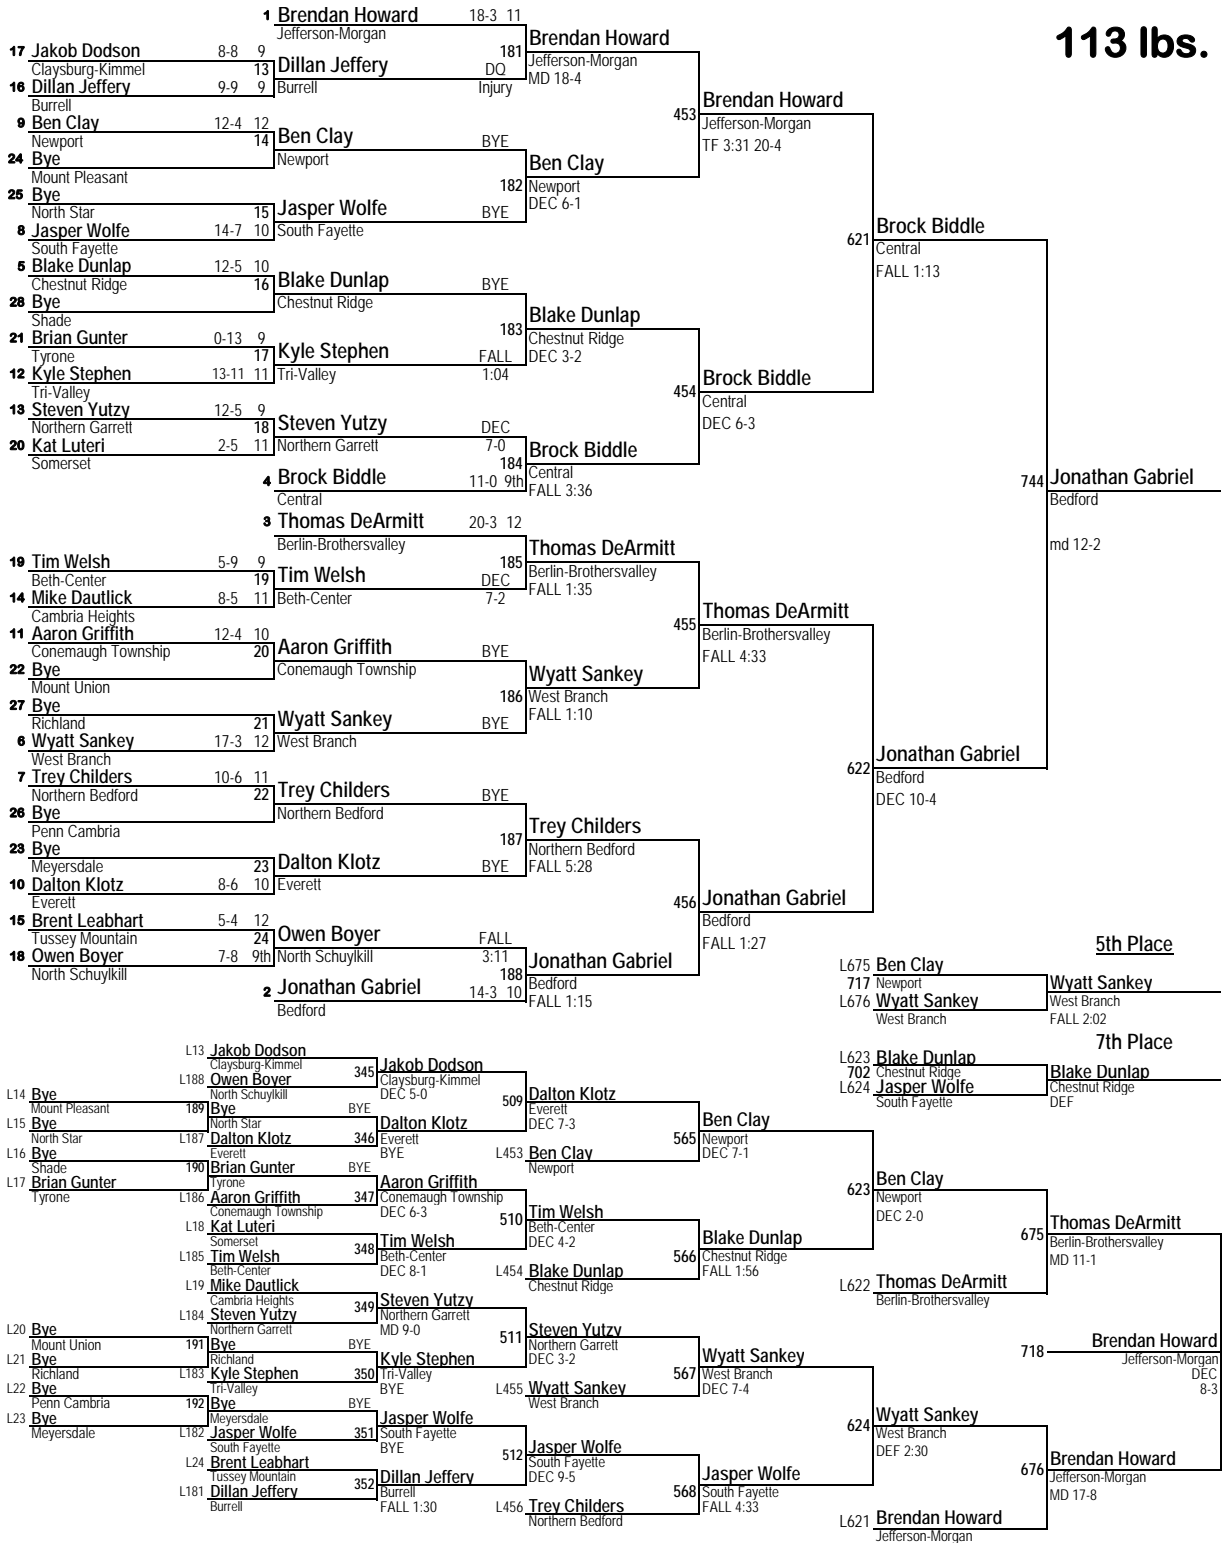 113 lbs.
1 Brendan Howard 18-3 11
Jefferson-Morgan
17 Jakob Dodson 8-8 9
Claysburg-Kimmel
13 Dillan Jeffery DQ
16 Dillan Jeffery 9-9 9
Burrell
Burrell Injury
181 Brendan Howard
Jefferson-Morgan
MD 18-4
9 Ben Clay 12-4 12
Newport
14 Ben Clay BYE
Newport
24 Bye
Mount Pleasant
182 Ben Clay
Newport
DEC 6-1
25 Bye
North Star
15 Jasper Wolfe BYE
South Fayette
8 Jasper Wolfe 14-7 10
South Fayette
453 Brendan Howard
Jefferson-Morgan
TF 3:31 20-4
5 Blake Dunlap 12-5 10
Chestnut Ridge
16 Blake Dunlap BYE
Chestnut Ridge
28 Bye
Shade
183 Blake Dunlap
Chestnut Ridge
DEC 3-2
21 Brian Gunter 0-13 9
Tyrone
17 Kyle Stephen FALL
Tri-Valley 1:04
12 Kyle Stephen 13-11 11
Tri-Valley
13 Steven Yutzy 12-5 9
Northern Garrett
18 Steven Yutzy DEC
Northern Garrett 7-0
20 Kat Luteri 2-5 11
Somerset
184 Brock Biddle
Central
FALL 3:36
4 Brock Biddle 11-0 9th
Central
454 Brock Biddle
Central
DEC 6-3
621 Brock Biddle
Central
FALL 1:13
744 Jonathan Gabriel
Bedford
md 12-2
3 Thomas DeArmitt 20-3 12
Berlin-Brothersvalley
19 Tim Welsh 5-9 9
Beth-Center
19 Tim Welsh DEC
Beth-Center 7-2
14 Mike Dautlick 8-5 11
Cambria Heights
185 Thomas DeArmitt
Berlin-Brothersvalley
FALL 1:35
11 Aaron Griffith 12-4 10
Conemaugh Township
20 Aaron Griffith BYE
Conemaugh Township
22 Bye
Mount Union
186 Wyatt Sankey
West Branch
FALL 1:10
27 Bye
Richland
21 Wyatt Sankey BYE
West Branch
6 Wyatt Sankey 17-3 12
West Branch
455 Thomas DeArmitt
Berlin-Brothersvalley
FALL 4:33
7 Trey Childers 10-6 11
Northern Bedford
22 Trey Childers BYE
Northern Bedford
26 Bye
Penn Cambria
187 Trey Childers
Northern Bedford
FALL 5:28
23 Bye
Meyersdale
23 Dalton Klotz BYE
Everett
10 Dalton Klotz 8-6 10
Everett
15 Brent Leabhart 5-4 12
Tussey Mountain
24 Owen Boyer FALL
North Schuylkill 3:11
18 Owen Boyer 7-8 9th
North Schuylkill
188 Jonathan Gabriel
Bedford
FALL 1:15
2 Jonathan Gabriel 14-3 10
Bedford
456 Jonathan Gabriel
Bedford
FALL 1:27
622 Jonathan Gabriel
Bedford
DEC 10-4
5th Place
L675 Ben Clay
717 Newport
L676 Wyatt Sankey
West Branch
Wyatt Sankey
West Branch
FALL 2:02
7th Place
L623 Blake Dunlap
702 Chestnut Ridge
L624 Jasper Wolfe
South Fayette
Blake Dunlap
Chestnut Ridge
DEF
L13 Jakob Dodson
Claysburg-Kimmel
L188 Owen Boyer
North Schuylkill
345 Jakob Dodson
Claysburg-Kimmel
DEC 5-0
L14 Bye
Mount Pleasant
189 Bye BYE
North Star
L15 Bye
North Star
L187 Dalton Klotz
Everett
346 Dalton Klotz
Everett
BYE
509 Dalton Klotz
Everett
DEC 7-3
L453 Ben Clay
Newport
565 Ben Clay
Newport
DEC 7-1
L16 Bye
Shade
190 Brian Gunter BYE
Tyrone
L17 Brian Gunter
Tyrone
L186 Aaron Griffith
Conemaugh Township
347 Aaron Griffith
Conemaugh Township
DEC 6-3
L18 Kat Luteri
Somerset
L185 Tim Welsh
Beth-Center
348 Tim Welsh
Beth-Center
DEC 8-1
510 Tim Welsh
Beth-Center
DEC 4-2
L454 Blake Dunlap
Chestnut Ridge
566 Blake Dunlap
Chestnut Ridge
FALL 1:56
623 Ben Clay
Newport
DEC 2-0
L622 Thomas DeArmitt
Berlin-Brothersvalley
675 Thomas DeArmitt
Berlin-Brothersvalley
MD 11-1
L19 Mike Dautlick
Cambria Heights
L184 Steven Yutzy
Northern Garrett
349 Steven Yutzy
Northern Garrett
MD 9-0
L20 Bye
Mount Union
191 Bye BYE
Richland
L21 Bye
Richland
L183 Kyle Stephen
Tri-Valley
350 Kyle Stephen
Tri-Valley
BYE
511 Steven Yutzy
Northern Garrett
DEC 3-2
L455 Wyatt Sankey
West Branch
567 Wyatt Sankey
West Branch
DEC 7-4
L22 Bye
Penn Cambria
192 Bye BYE
Meyersdale
L23 Bye
Meyersdale
L182 Jasper Wolfe
South Fayette
351 Jasper Wolfe
South Fayette
BYE
L24 Brent Leabhart
Tussey Mountain
L181 Dillan Jeffery
Burrell
352 Dillan Jeffery
Burrell
FALL 1:30
512 Jasper Wolfe
South Fayette
DEC 9-5
L456 Trey Childers
Northern Bedford
568 Jasper Wolfe
South Fayette
FALL 4:33
624 Wyatt Sankey
West Branch
DEF 2:30
L621 Brendan Howard
Jefferson-Morgan
676 Brendan Howard
Jefferson-Morgan
MD 17-8
718 Brendan Howard
Jefferson-Morgan
DEC
8-3